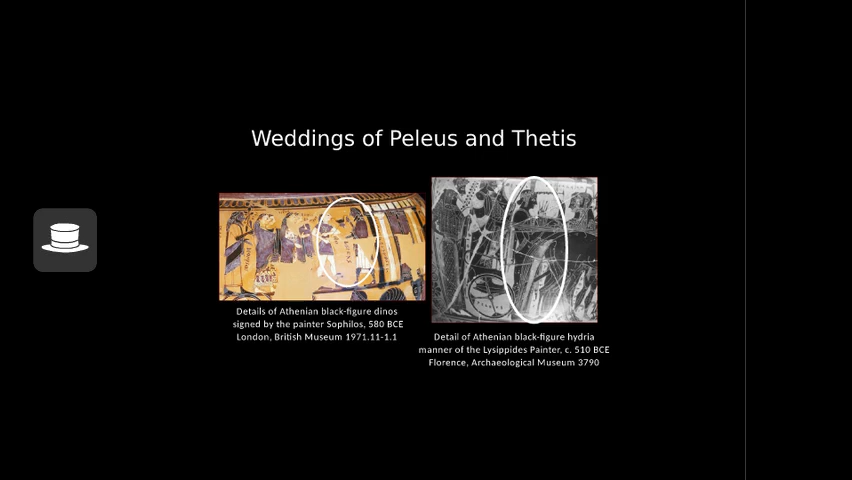 Weddings of Peleus and Thetis
Details of Athenian black-figure dinos
signed by the painter Sophilos, 580 BCE
London, British Museum 1971.11-1.1
Detail of Athenian black-figure hydria
manner of the Lysippides Painter, c. 510 BCE
Florence, Archaeological Museum 3790